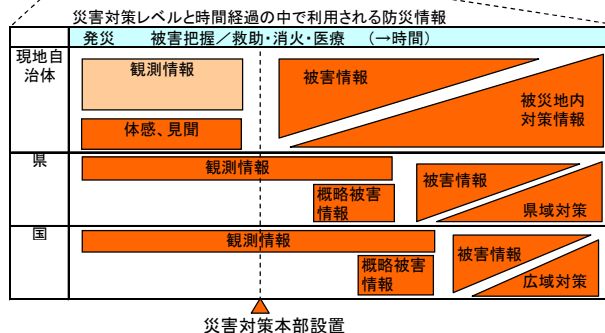 災害対策レベルと時間経過の中で利用される防災情報
発災　被害把握／救助・消火・医療　（→時間）
現地自
治体
観測情報
体感、見聞
被害情報
被災地内
対策情報
県
観測情報
概略被害
情報
被害情報
県域対策
国
観測情報
概略被害
情報
被害情報
広域対策
災害対策本部設置